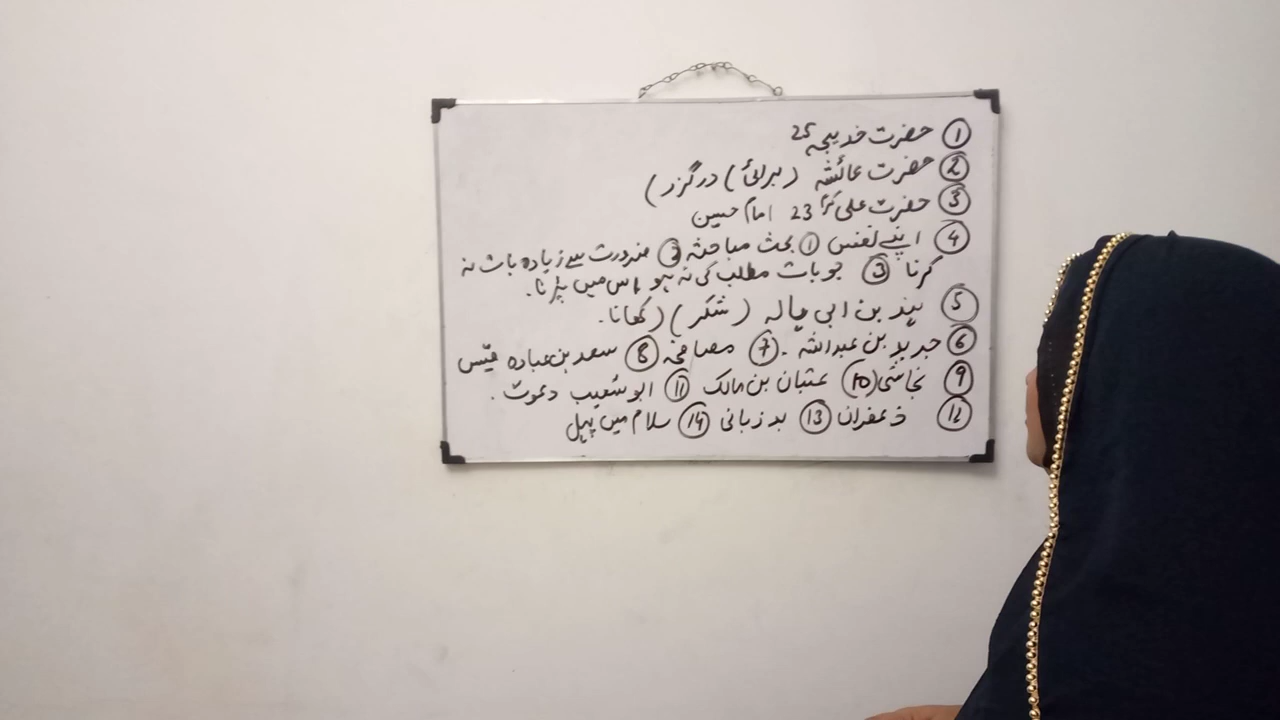 ① حضرت خدیجہ 25
② حضرت عائشہ (برائی) درگزر)
③ حضرت علیؓ 23 امام حسین
④ اپنے نفس ① بحث مباحثہ ② ضرورت سے زیادہ بات نہ
کرنا ③ جو بات مطلب کی نہ ہو اس میں پڑنا۔
⑤ ہند بن ابی ہالہ (شکر) (کھانا۔
⑥ جریر بن عبداللہ ۔ ⑦ مصافحہ ⑧ سعد بن عبادہ قیس
⑨ نجاشی ⑩ عتبان بن مالک ⑪ ابو شعیب دعوت .
⑫ زعفران ⑬ بد زبانی ⑭ سلام میں پہل